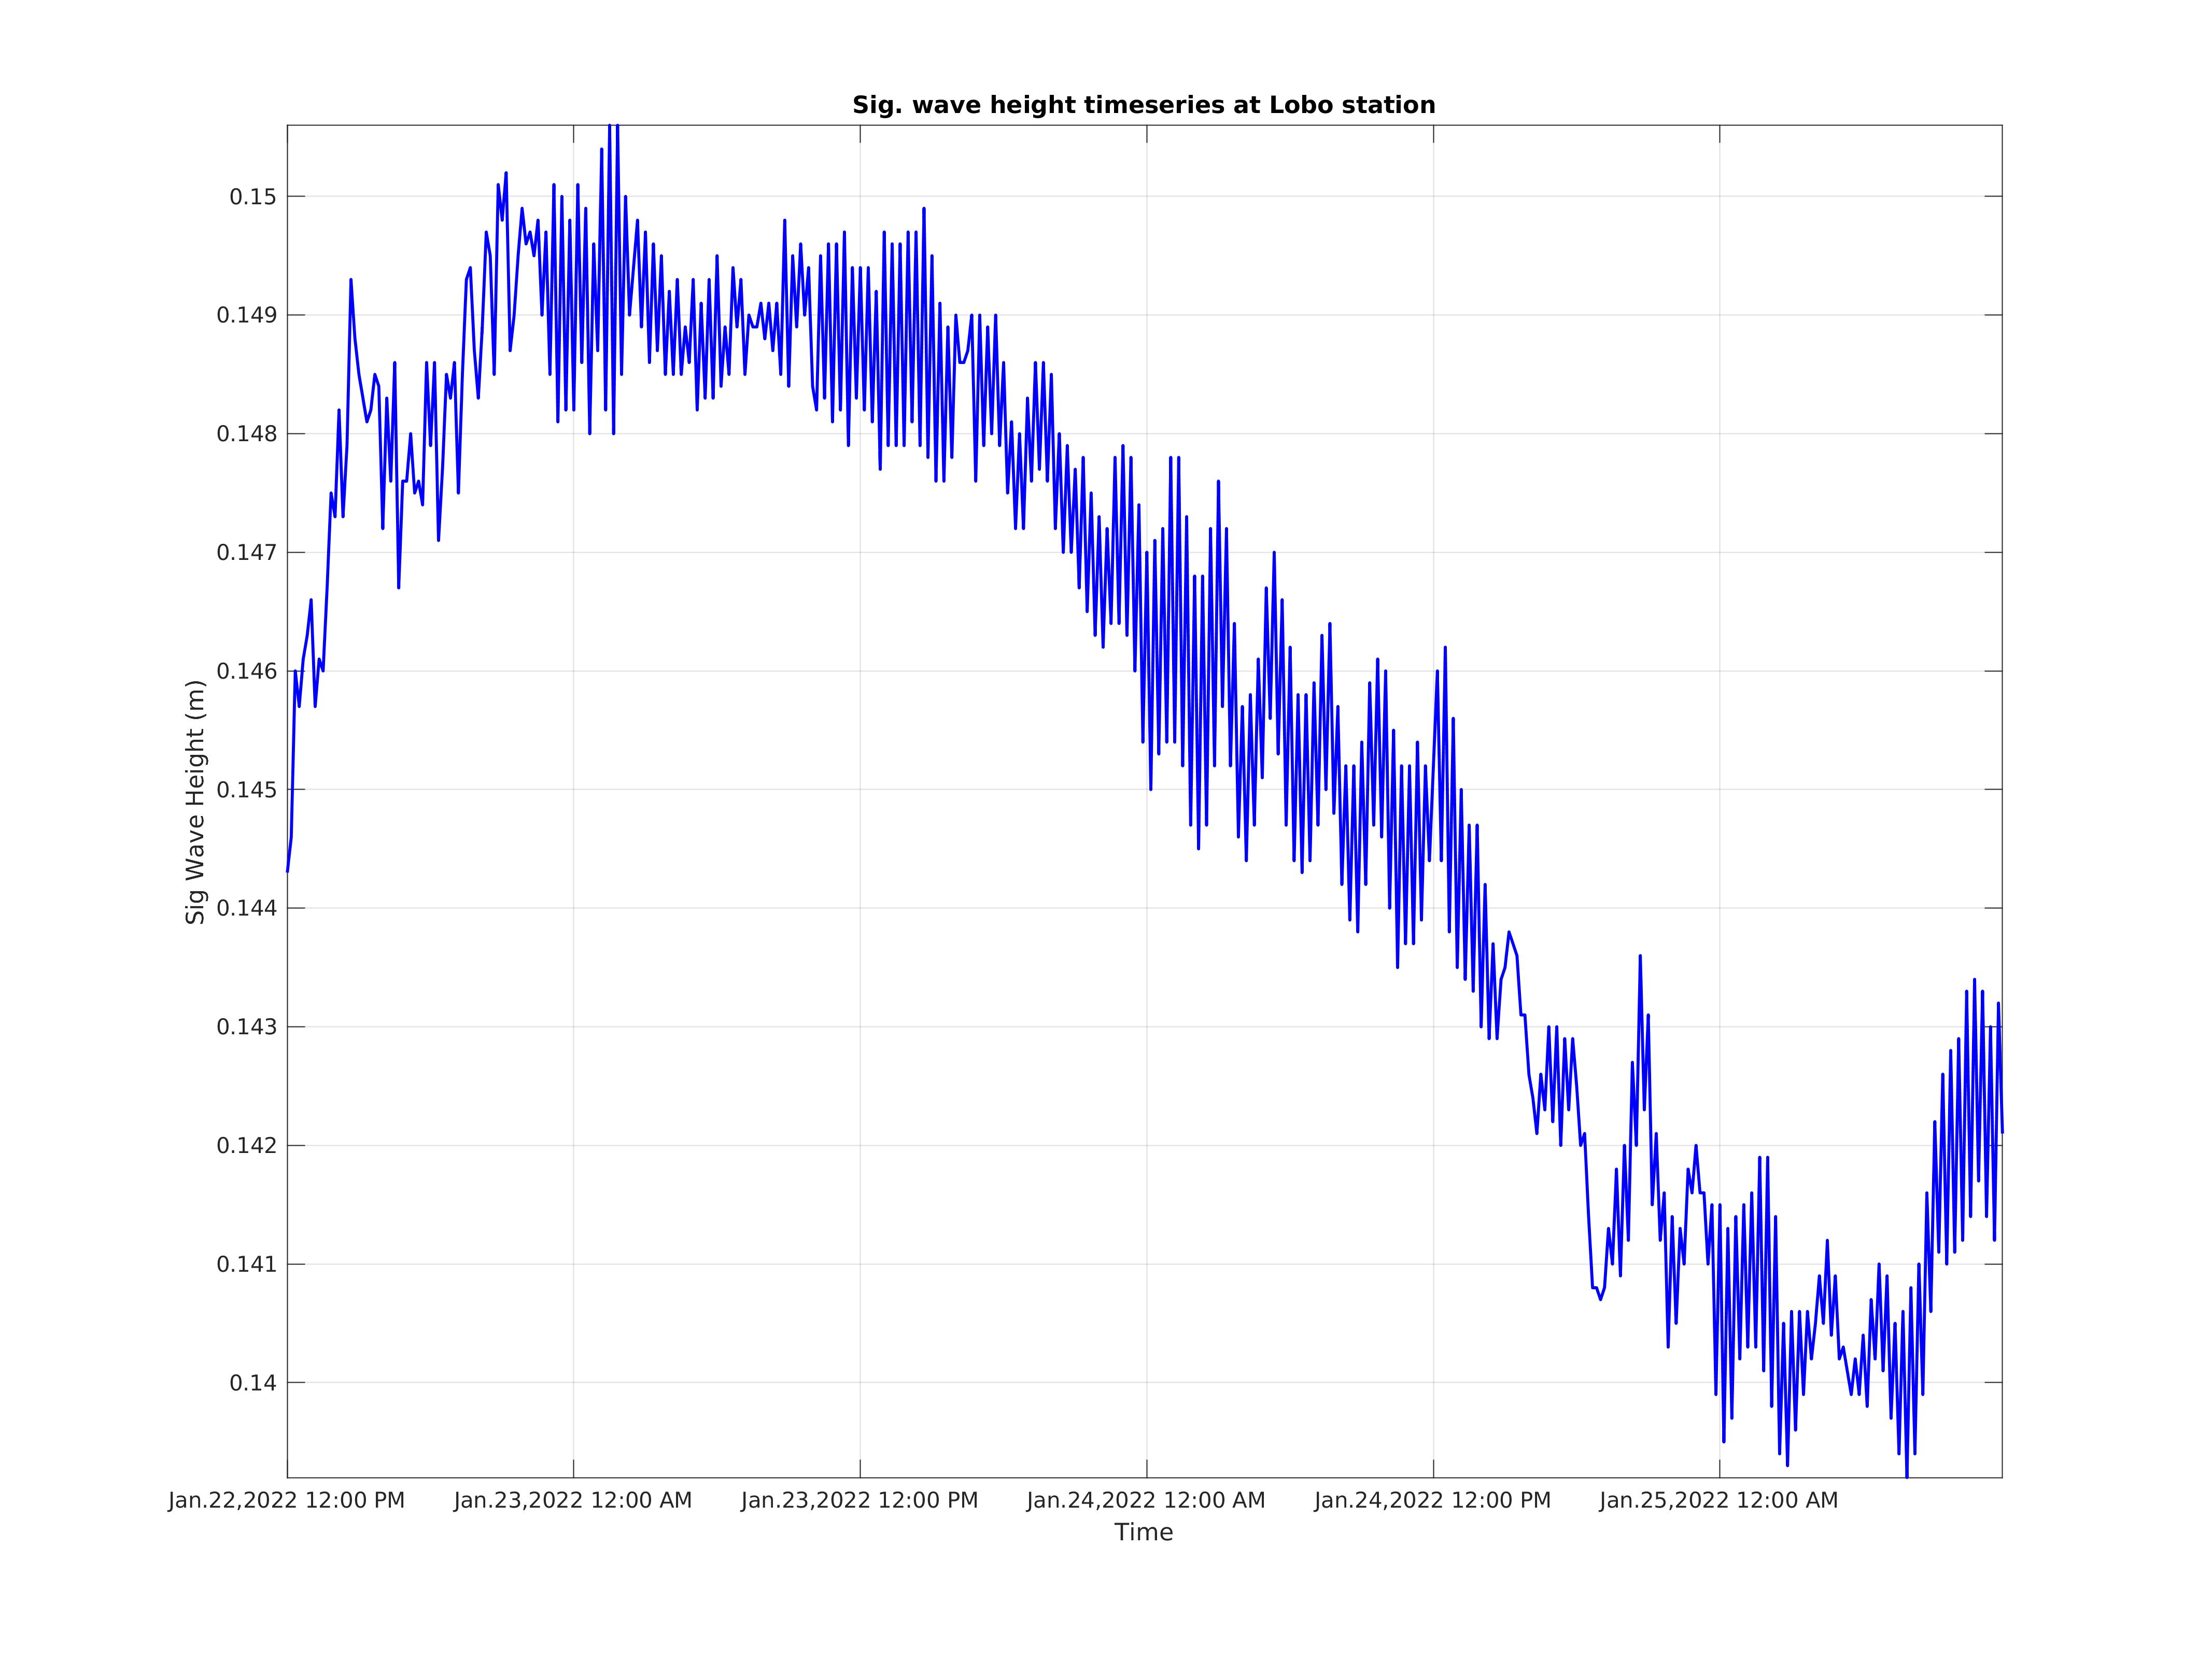 Sig. wave height timeseries at Lobo station
0.15
0.149
0.148
0.147
0.146
0.145
0.144
0.143
0.142
0.141
0.14
Sig Wave Height (m)
Jan.22,2022 12:00 PM
Jan.23,2022 12:00 AM
Jan.23,2022 12:00 PM
Jan.24,2022 12:00 AM
Jan.24,2022 12:00 PM
Jan.25,2022 12:00 AM
Time